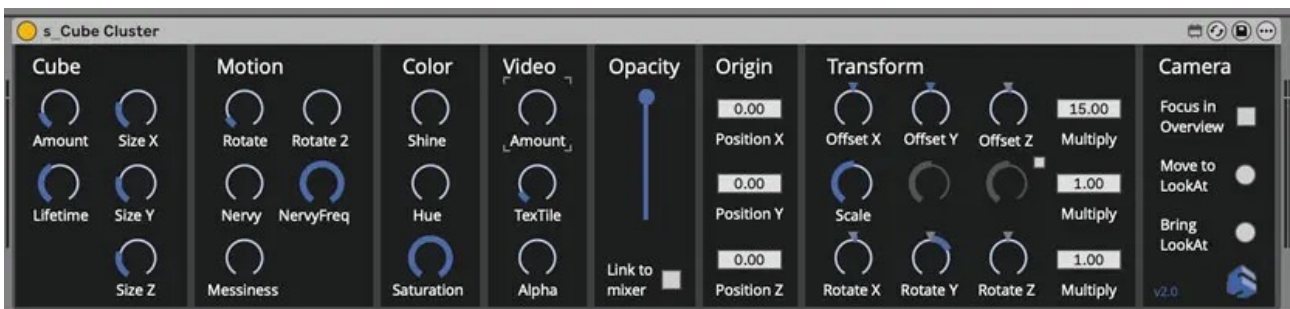 s_Cube Cluster
Cube Motion Color Video Opacity Origin Transform Camera
Amount Size X Rotate Rotate 2 Shine Amount 0.00 Position X Offset X Offset Y Offset Z 15.00 Multiply Focus in Overview
Lifetime Size Y Nervy NervyFreq Hue TexTile 0.00 Position Y Scale 1.00 Multiply Move to LookAt
Size Z Messiness Saturation Alpha Link to mixer 0.00 Position Z Rotate X Rotate Y Rotate Z 1.00 Multiply Bring LookAt
v2.0